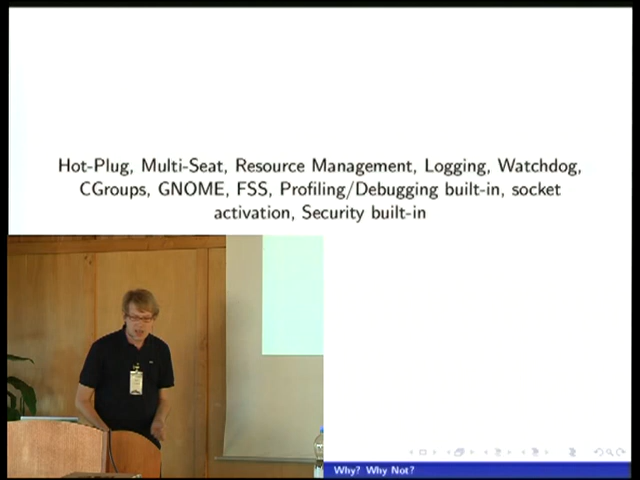 Hot-Plug, Multi-Seat, Resource Management, Logging, Watchdog,
CGroups, GNOME, FSS, Profiling/Debugging built-in, socket
activation, Security built-in
Why? Why Not?